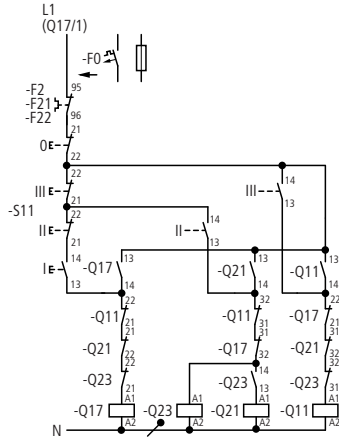 L1
(Q17/1)
-F0
-F2
-F21
-F22
95
96
21
0 E
22
22
III E
21
-S11
22
II E
21
I E
14
13
II
14
13
III
14
13
-Q17
13
14
-Q21
13
14
-Q11
13
14
-Q11
22
21
-Q11
32
31
-Q17
22
21
-Q21
21
22
-Q17
31
32
-Q21
21
32
-Q23
22
21
-Q23
14
13
-Q23
32
31
-Q17
A1
A2
-Q23
A1
A2
-Q21
A1
A2
-Q11
A1
A2
N